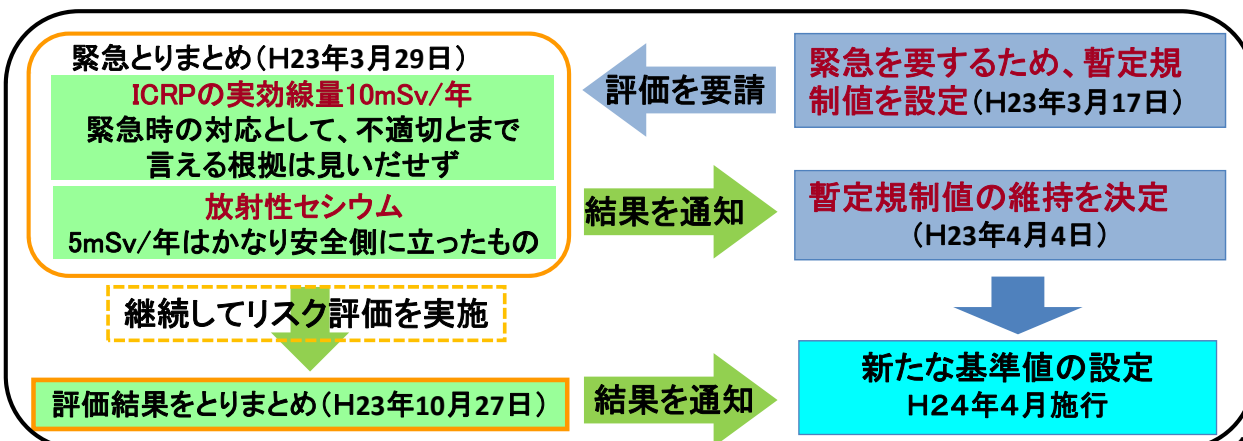 緊急とりまとめ(H23年3月29日)
ICRPの実効線量10mSv/年
緊急時の対応として、不適切とまで
言える根拠は見いだせず
放射性セシウム
5mSv/年はかなり安全側に立ったもの
評価を要請
緊急を要するため、暫定規
制値を設定(H23年3月17日)
結果を通知
暫定規制値の維持を決定
(H23年4月4日)
継続してリスク評価を実施
評価結果をとりまとめ(H23年10月27日)
結果を通知
新たな基準値の設定
H24年4月施行